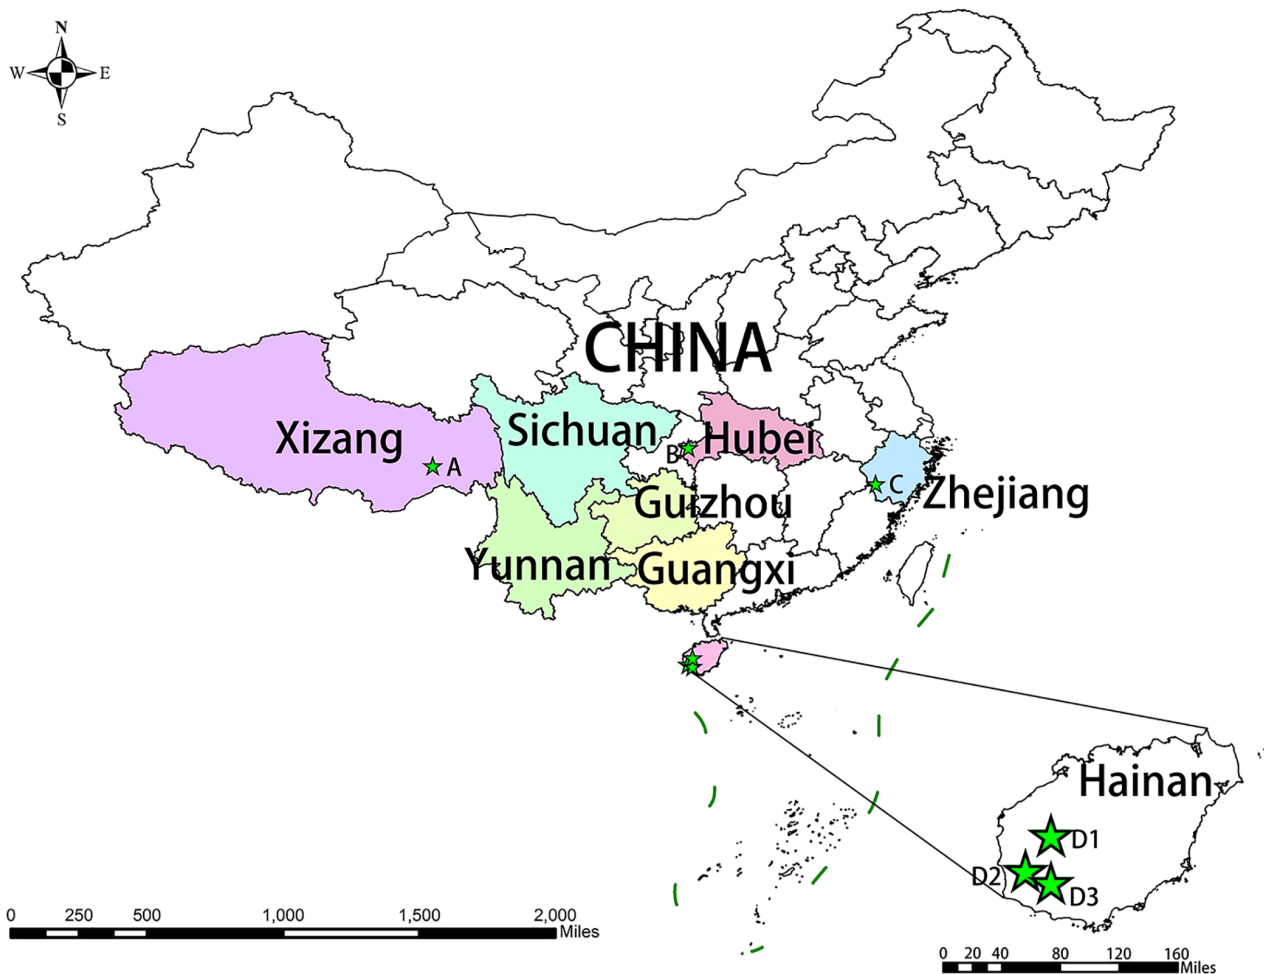 N
W E
S
CHINA
Xizang
A
Sichuan
B
Hubei
C
Zhejiang
Guizhou
Yunnan
Guangxi
Hainan
D1
D2
D3
0 250 500 1,000 1,500 2,000
Miles
0 20 40 80 120 160
Miles